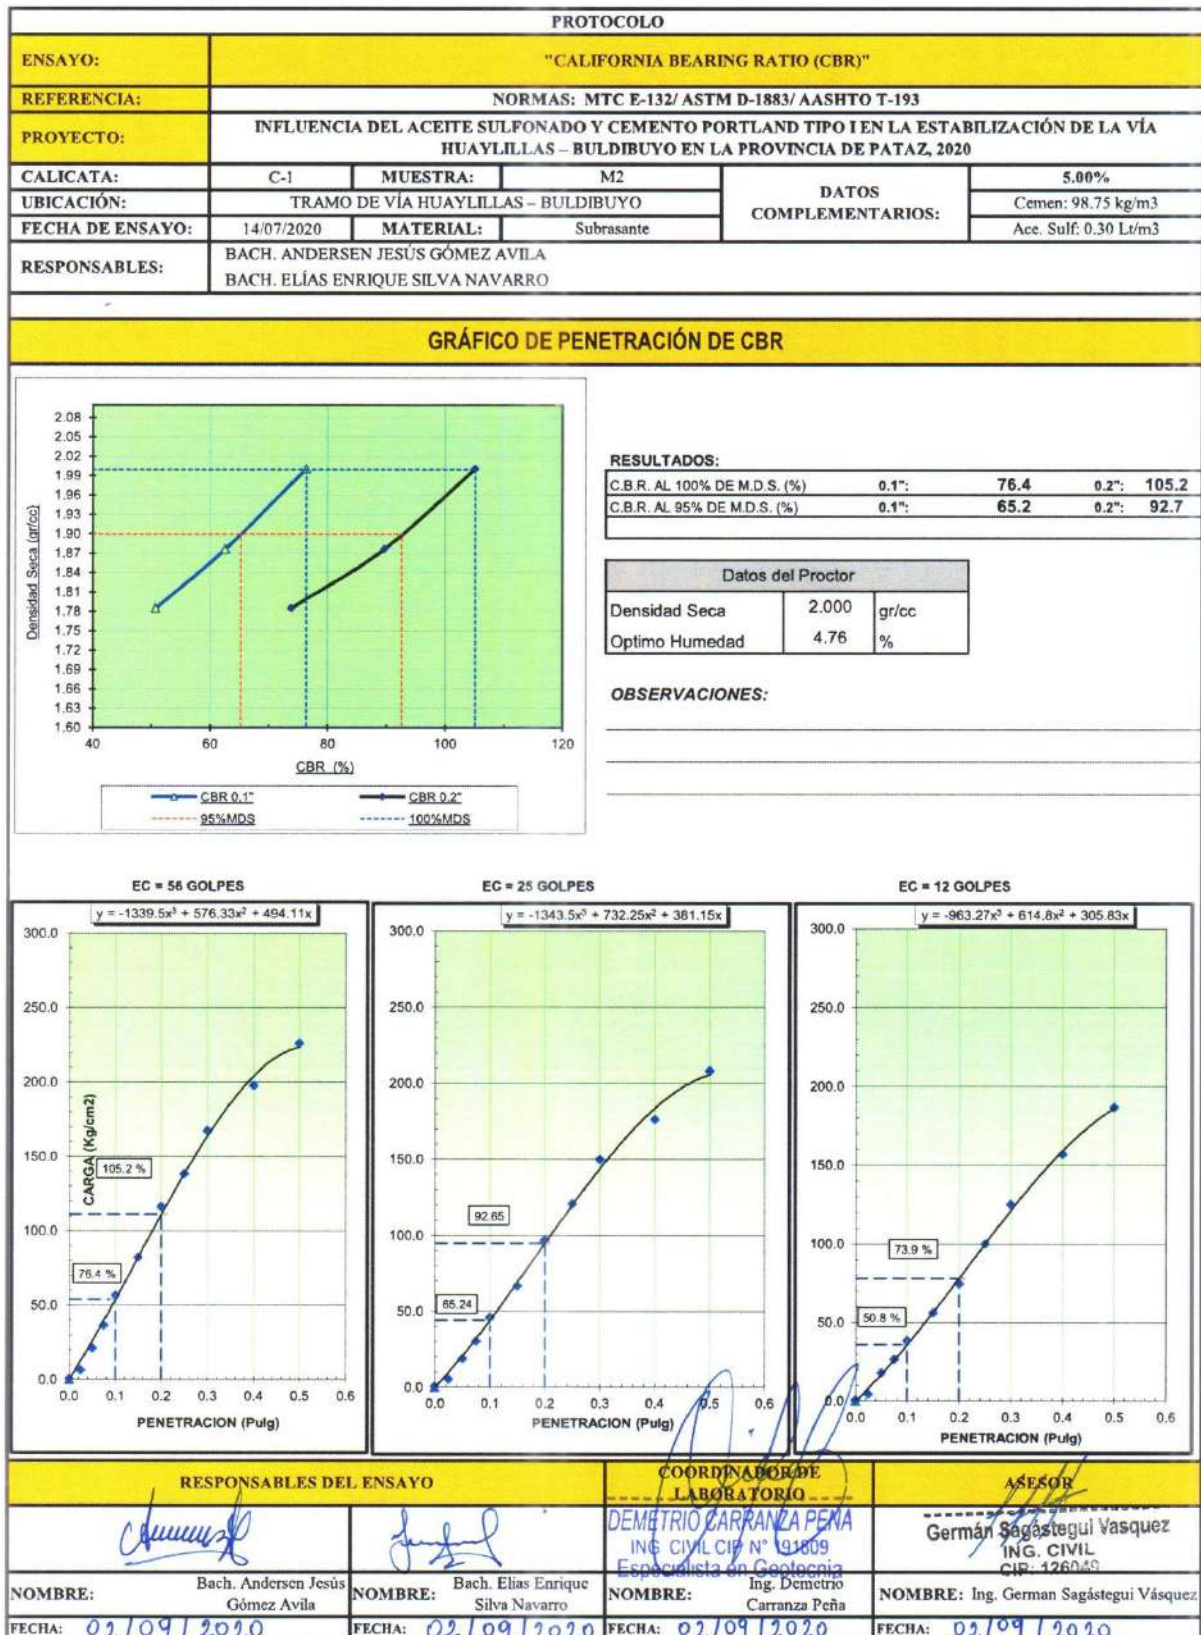 PROTOCOLO
ENSAYO: "CALIFORNIA BEARING RATIO (CBR)"
REFERENCIA: NORMAS: MTC E-132/ ASTM D-1883/ AASHTO T-193
PROYECTO: INFLUENCIA DEL ACEITE SULFONADO Y CEMENTO PORTLAND TIPO I EN LA ESTABILIZACIÓN DE LA VÍA
HUAYLILLAS – BULDIBUYO EN LA PROVINCIA DE PATAZ, 2020
CALICATA: C-1 MUESTRA: M2 DATOS COMPLEMENTARIOS: 5.00%
UBICACIÓN: TRAMO DE VÍA HUAYLILLAS – BULDIBUYO Cemen: 98.75 kg/m3
FECHA DE ENSAYO: 14/07/2020 MATERIAL: Subrasante Ace. Sulf: 0.30 Lt/m3
RESPONSABLES: BACH. ANDERSEN JESÚS GÓMEZ AVILA
BACH. ELÍAS ENRIQUE SILVA NAVARRO
GRÁFICO DE PENETRACIÓN DE CBR
2.08
2.05
2.02
1.99
1.96
1.93
1.90
1.87
1.84
1.81
1.78
1.75
1.72
1.69
1.66
1.63
1.60
Densidad Seca (gr/cc)
40 60 80 100 120
CBR (%)
CBR 0.1" CBR 0.2"
95%MDS 100%MDS
RESULTADOS:
C.B.R. AL 100% DE M.D.S. (%) 0.1": 76.4 0.2": 105.2
C.B.R. AL 95% DE M.D.S. (%) 0.1": 65.2 0.2": 92.7
Datos del Proctor
Densidad Seca 2.000 gr/cc
Optimo Humedad 4.76 %
OBSERVACIONES:
EC = 56 GOLPES
y = -1339.5x³ + 576.33x² + 494.11x
300.0
250.0
200.0
150.0
100.0
50.0
0.0
CARGA (Kg/cm2)
105.2 %
76.4 %
0.0 0.1 0.2 0.3 0.4 0.5 0.6
PENETRACION (Pulg)
EC = 25 GOLPES
y = -1343.5x³ + 732.25x² + 381.15x
300.0
250.0
200.0
150.0
100.0
50.0
0.0
92.65
65.24
0.0 0.1 0.2 0.3 0.4 0.5 0.6
PENETRACION (Pulg)
EC = 12 GOLPES
y = -963.27x³ + 614.8x² + 305.83x
300.0
250.0
200.0
150.0
100.0
50.0
0.0
73.9 %
50.8 %
0.0 0.1 0.2 0.3 0.4 0.5 0.6
PENETRACION (Pulg)
RESPONSABLES DEL ENSAYO COORDINADOR DE LABORATORIO ASESOR
DEMETRIO CARRANZA PEÑA
ING. CIVIL CIP N° 191809
Especialista en Geotecnia
Germán Sagástegui Vasquez
ING. CIVIL
CIP: 126049
NOMBRE: Bach. Andersen Jesús Gómez Avila
NOMBRE: Bach. Elías Enrique Silva Navarro
NOMBRE: Ing. Demetrio Carranza Peña
NOMBRE: Ing. German Sagástegui Vásquez
FECHA: 02/09/2020 FECHA: 02/09/2020 FECHA: 02/09/2020 FECHA: 02/09/2020